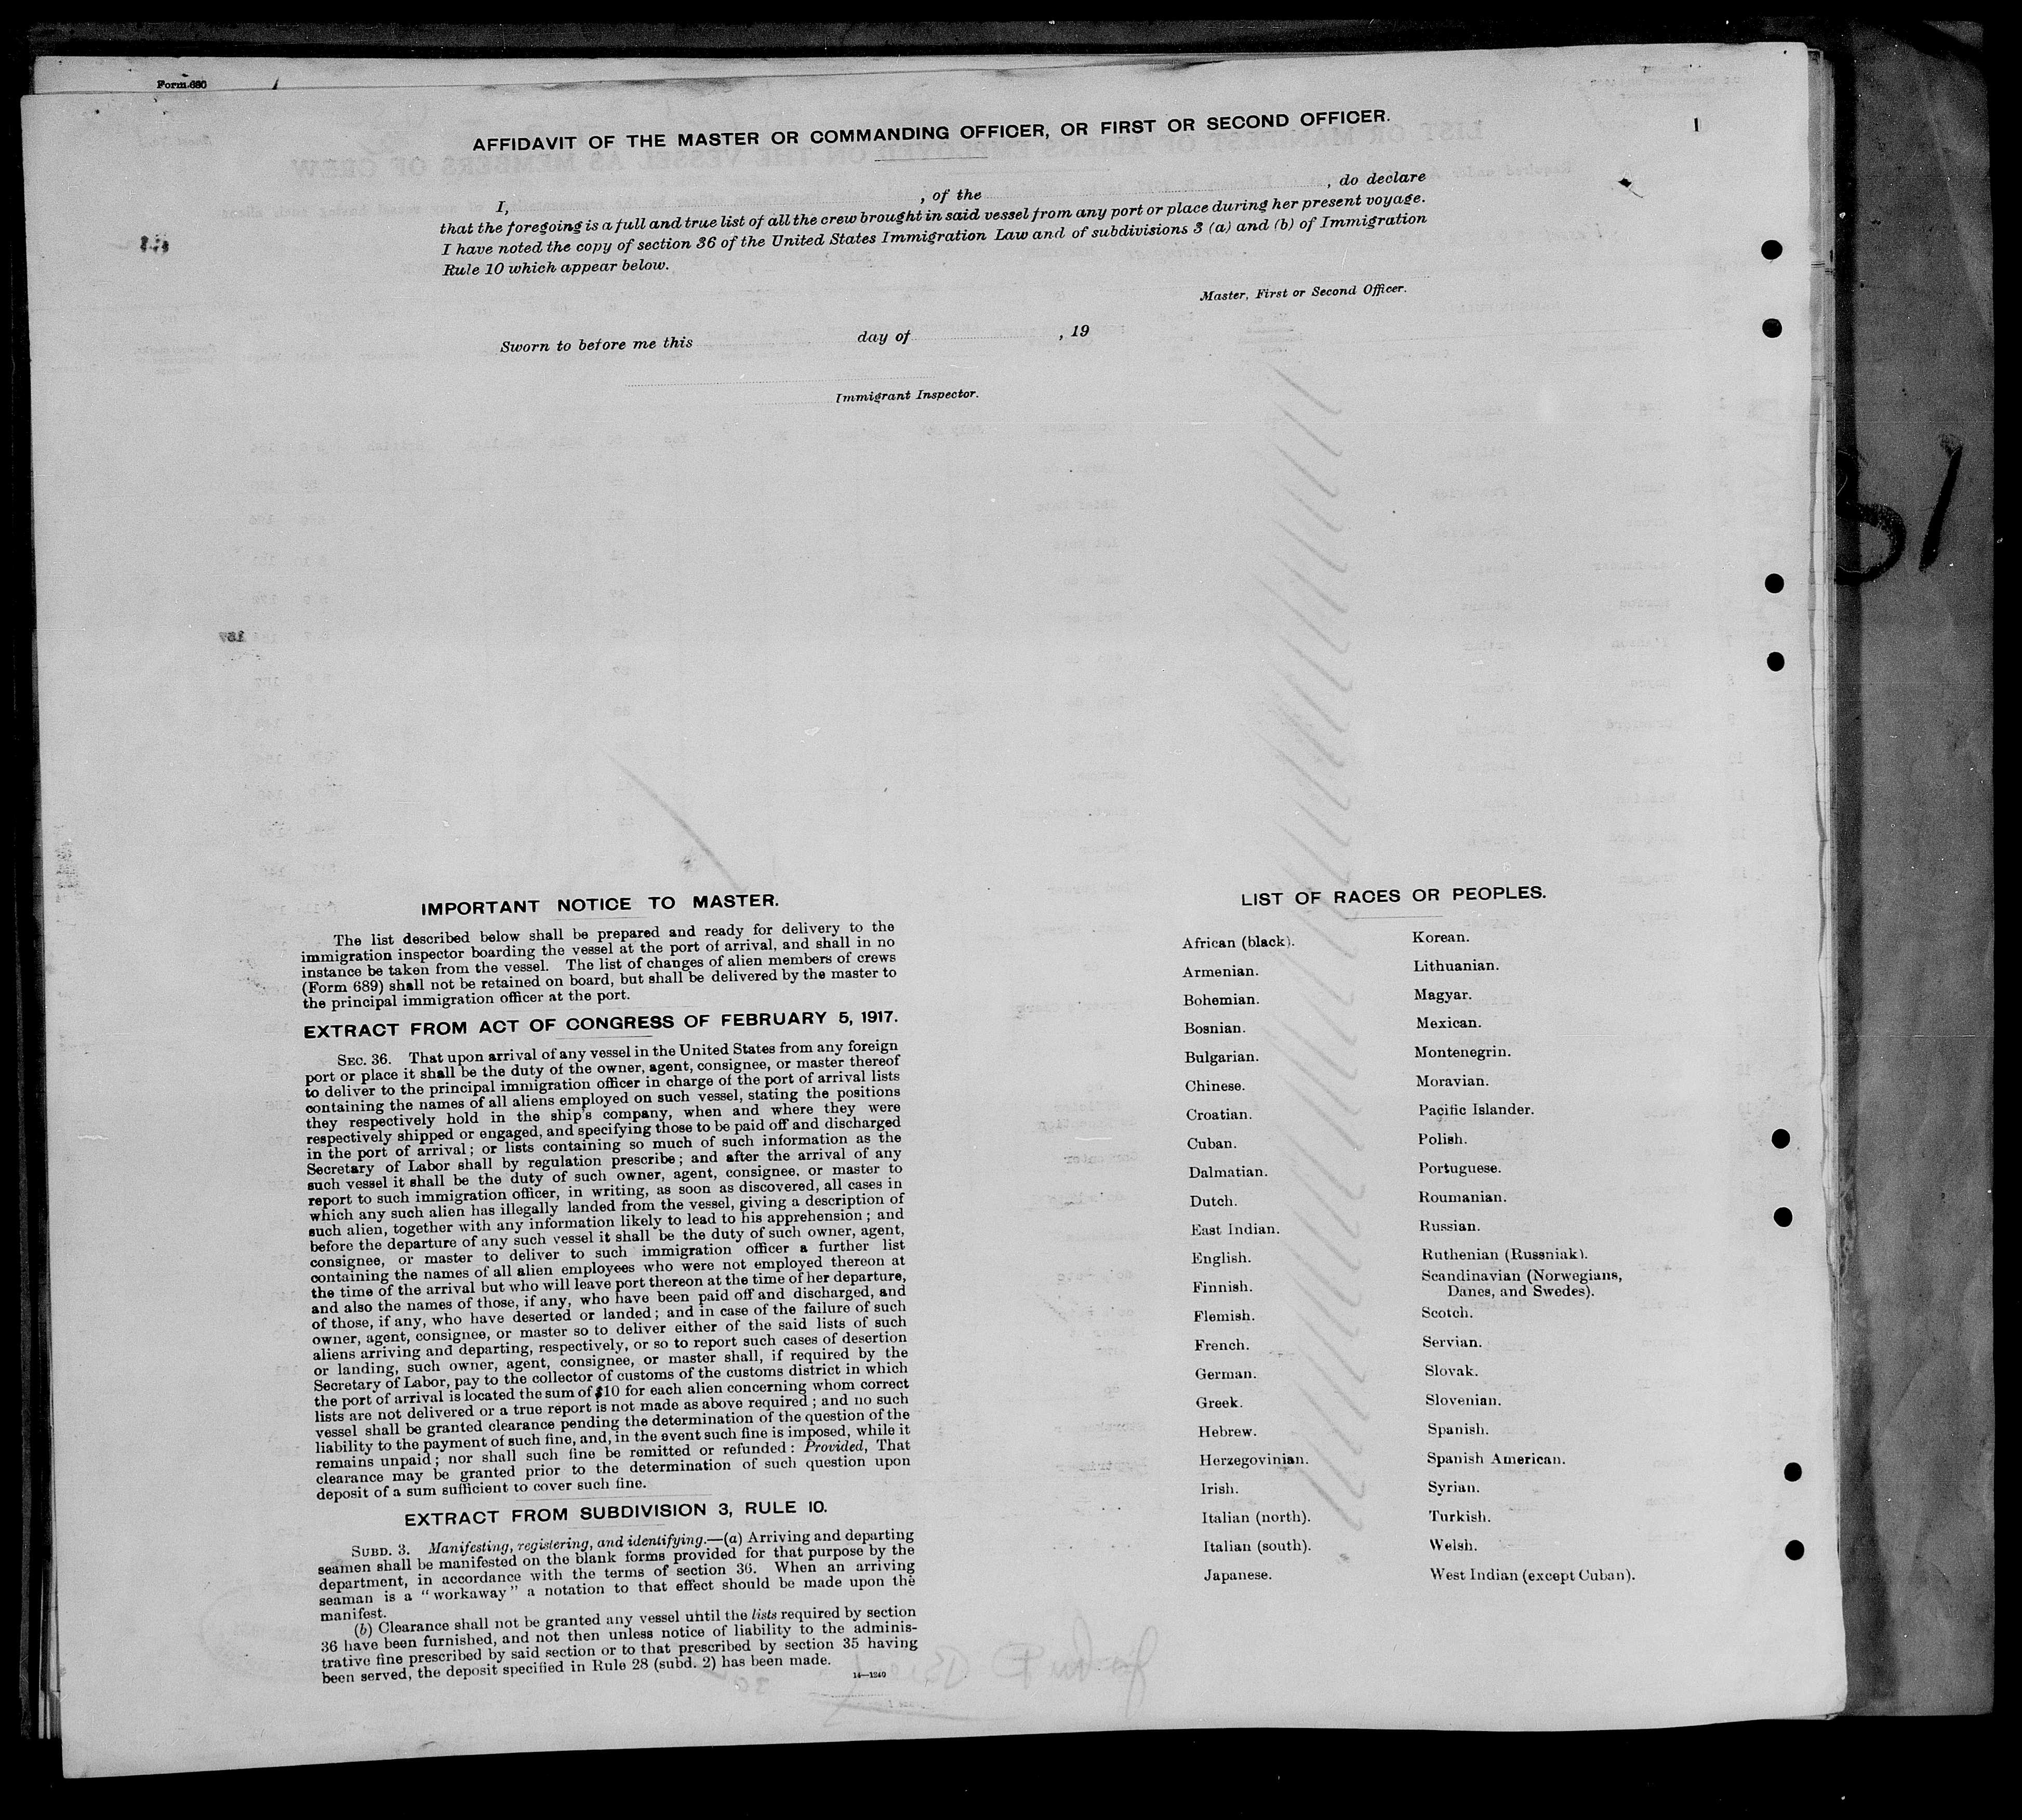 Form 680
AFFIDAVIT OF THE MASTER OR COMMANDING OFFICER, OR FIRST OR SECOND OFFICER.
1
I, , of the , do declare
that the foregoing is a full and true list of all the crew brought in said vessel from any port or place during her present voyage.
I have noted the copy of section 36 of the United States Immigration Law and of subdivisions 3 (a) and (b) of Immigration
Rule 10 which appear below.
Master, First or Second Officer.
Sworn to before me this day of , 19
Immigrant Inspector.
IMPORTANT NOTICE TO MASTER.
The list described below shall be prepared and ready for delivery to the
immigration inspector boarding the vessel at the port of arrival, and shall in no
instance be taken from the vessel. The list of changes of alien members of crews
(Form 689) shall not be retained on board, but shall be delivered by the master to
the principal immigration officer at the port.
EXTRACT FROM ACT OF CONGRESS OF FEBRUARY 5, 1917.
SEC. 36. That upon arrival of any vessel in the United States from any foreign
port or place it shall be the duty of the owner, agent, consignee, or master thereof
to deliver to the principal immigration officer in charge of the port of arrival lists
containing the names of all aliens employed on such vessel, stating the positions
they respectively hold in the ship's company, when and where they were
respectively shipped or engaged, and specifying those to be paid off and discharged
in the port of arrival; or lists containing so much of such information as the
Secretary of Labor shall by regulation prescribe; and after the arrival of any
such vessel it shall be the duty of such owner, agent, consignee, or master to
report to such immigration officer, in writing, as soon as discovered, all cases in
which any such alien has illegally landed from the vessel, giving a description of
such alien, together with any information likely to lead to his apprehension; and
before the departure of any such vessel it shall be the duty of such owner, agent,
consignee, or master to deliver to such immigration officer a further list
containing the names of all alien employees who were not employed thereon at
the time of the arrival but who will leave port thereon at the time of her departure,
and also the names of those, if any, who have been paid off and discharged, and
of those, if any, who have deserted or landed; and in case of the failure of such
owner, agent, consignee, or master so to deliver either of the said lists of such
aliens arriving and departing, respectively, or so to report such cases of desertion
or landing, such owner, agent, consignee, or master shall, if required by the
Secretary of Labor, pay to the collector of customs of the customs district in which
the port of arrival is located the sum of $10 for each alien concerning whom correct
lists are not delivered or a true report is not made as above required; and no such
vessel shall be granted clearance pending the determination of the question of the
liability to the payment of such fine, and, in the event such fine is imposed, while it
remains unpaid; nor shall such fine be remitted or refunded: Provided, That
clearance may be granted prior to the determination of such question upon
deposit of a sum sufficient to cover such fine.
EXTRACT FROM SUBDIVISION 3, RULE 10.
SUBD. 3. Manifesting, registering, and identifying.—(a) Arriving and departing
seamen shall be manifested on the blank forms provided for that purpose by the
department, in accordance with the terms of section 36. When an arriving
seaman is a "workaway" a notation to that effect should be made upon the
manifest.
(b) Clearance shall not be granted any vessel until the lists required by section
36 have been furnished, and not then unless notice of liability to the adminis-
trative fine prescribed by said section or to that prescribed by section 35 having
been served, the deposit specified in Rule 28 (subd. 2) has been made.
14—1240
LIST OF RACES OR PEOPLES.
African (black).
Armenian.
Bohemian.
Bosnian.
Bulgarian.
Chinese.
Croatian.
Cuban.
Dalmatian.
Dutch.
East Indian.
English.
Finnish.
Flemish.
French.
German.
Greek.
Hebrew.
Herzegovinian.
Irish.
Italian (north).
Italian (south).
Japanese.
Korean.
Lithuanian.
Magyar.
Mexican.
Montenegrin.
Moravian.
Pacific Islander.
Polish.
Portuguese.
Roumanian.
Russian.
Ruthenian (Russniak).
Scandinavian (Norwegians,
Danes, and Swedes).
Scotch.
Servian.
Slovak.
Slovenian.
Spanish.
Spanish American.
Syrian.
Turkish.
Welsh.
West Indian (except Cuban).